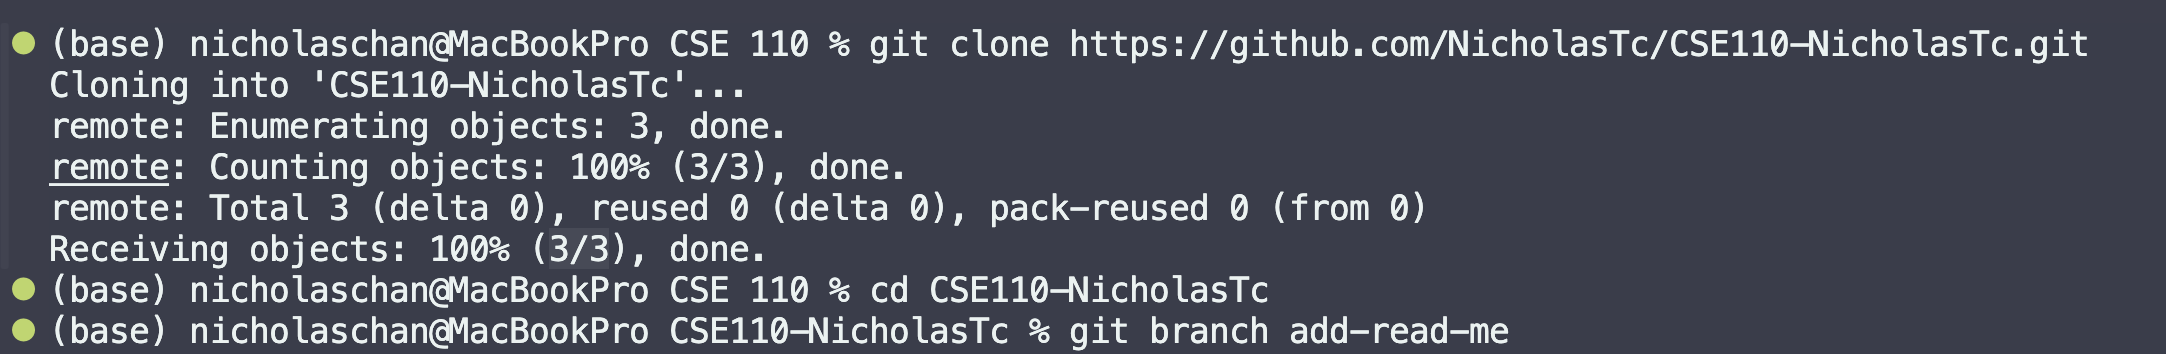 (base) nicholaschan@MacBookPro CSE 110 % git clone https://github.com/NicholasTc/CSE110-NicholasTc.git
Cloning into 'CSE110-NicholasTc'...
remote: Enumerating objects: 3, done.
remote: Counting objects: 100% (3/3), done.
remote: Total 3 (delta 0), reused 0 (delta 0), pack-reused 0 (from 0)
Receiving objects: 100% (3/3), done.
(base) nicholaschan@MacBookPro CSE 110 % cd CSE110-NicholasTc
(base) nicholaschan@MacBookPro CSE110-NicholasTc % git branch add-read-me